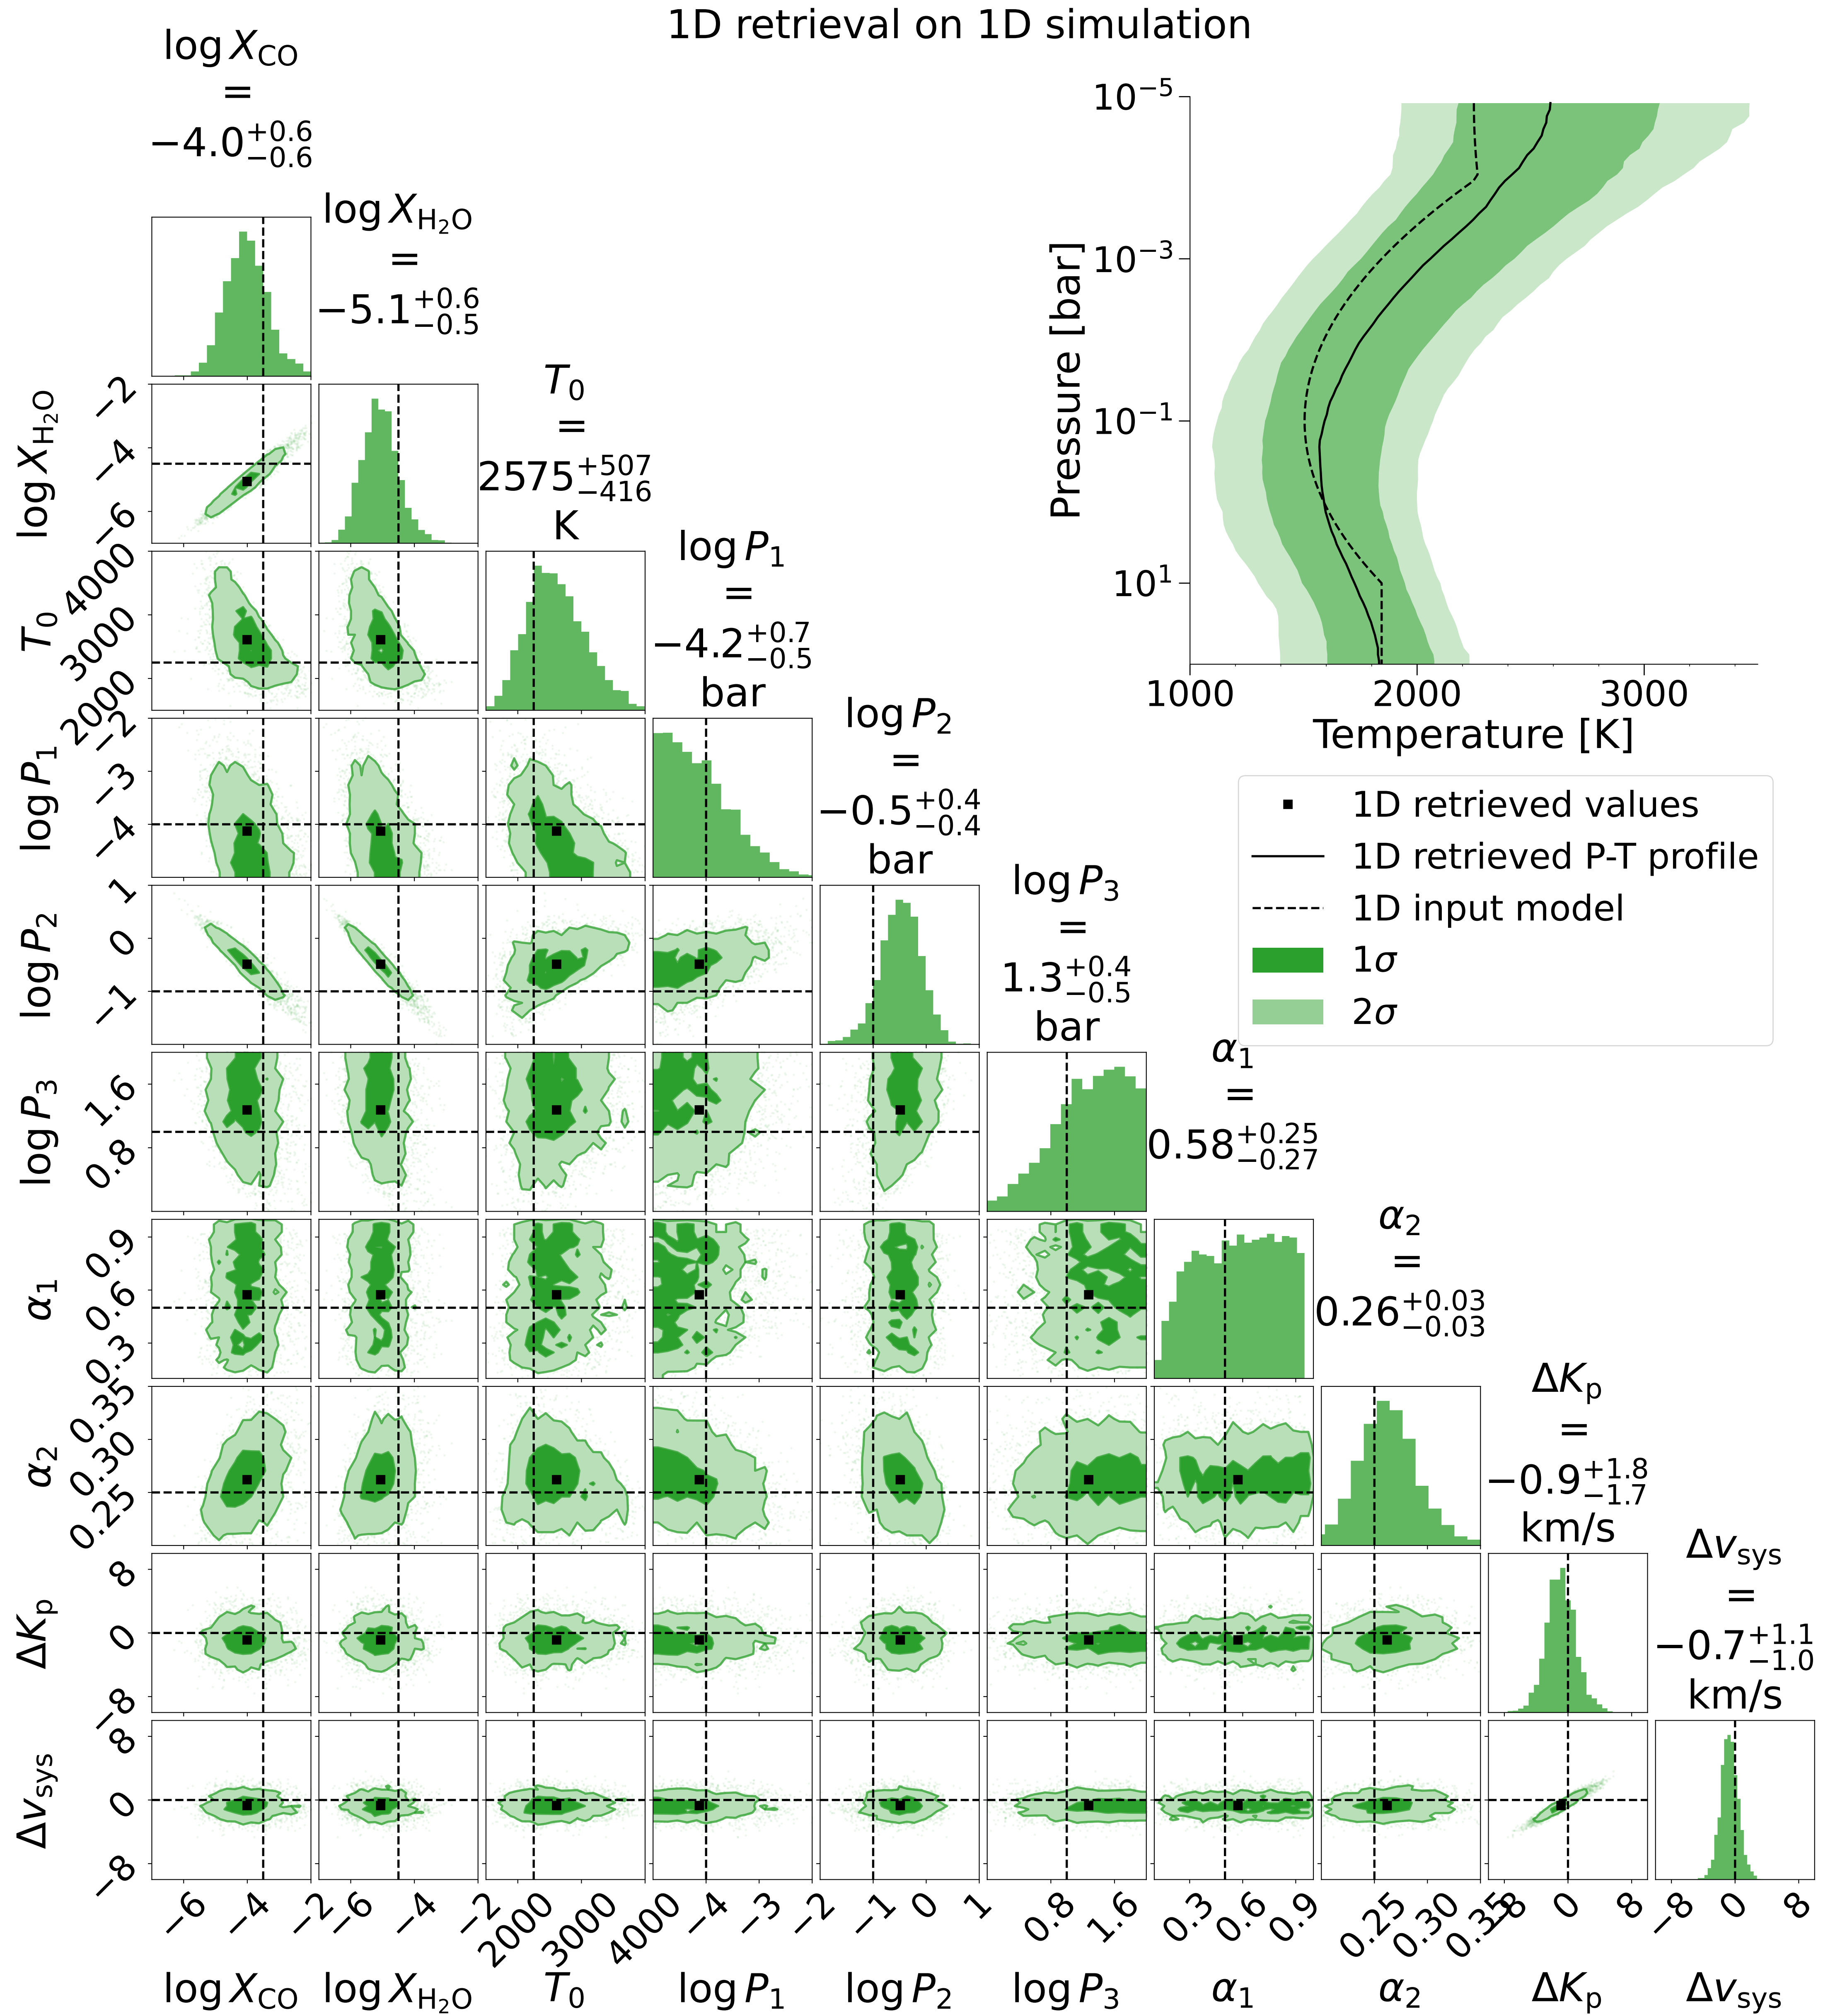 1D retrieval on 1D simulation
log X_CO
=
−4.0^{+0.6}_{−0.6}
log X_H₂O
=
−5.1^{+0.6}_{−0.5}
T₀
=
2575^{+507}_{−416}
K
log P₁
=
−4.2^{+0.7}_{−0.5}
bar
log P₂
=
−0.5^{+0.4}_{−0.4}
bar
log P₃
=
1.3^{+0.4}_{−0.5}
bar
α₁
=
0.58^{+0.25}_{−0.27}
α₂
=
0.26^{+0.03}_{−0.03}
ΔK_p
=
−0.9^{+1.8}_{−1.7}
km/s
Δv_sys
=
−0.7^{+1.1}_{−1.0}
km/s
Pressure [bar]
10⁻⁵
10⁻³
10⁻¹
10¹
1000 2000 3000
Temperature [K]
1D retrieved values
1D retrieved P-T profile
1D input model
1σ
2σ
log X_H₂O
−2
−4
−6
T₀
4000
3000
2000
log P₁
−2
−3
−4
log P₂
1
0
−1
log P₃
1.6
0.8
α₁
0.9
0.6
0.3
α₂
0.35
0.30
0.25
ΔK_p
8
0
−8
Δv_sys
8
0
−8
−6 −4 −2 −6 −4 −2 2000 3000 4000 −4 −3 −2 −1 0 1 0.8 1.6 0.3 0.6 0.9 0.25 0.30 0.35 −8 0 8 −8 0 8
log X_CO log X_H₂O T₀ log P₁ log P₂ log P₃ α₁ α₂ ΔK_p Δv_sys